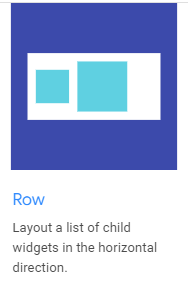 Row
Layout a list of child
widgets in the horizontal
direction.